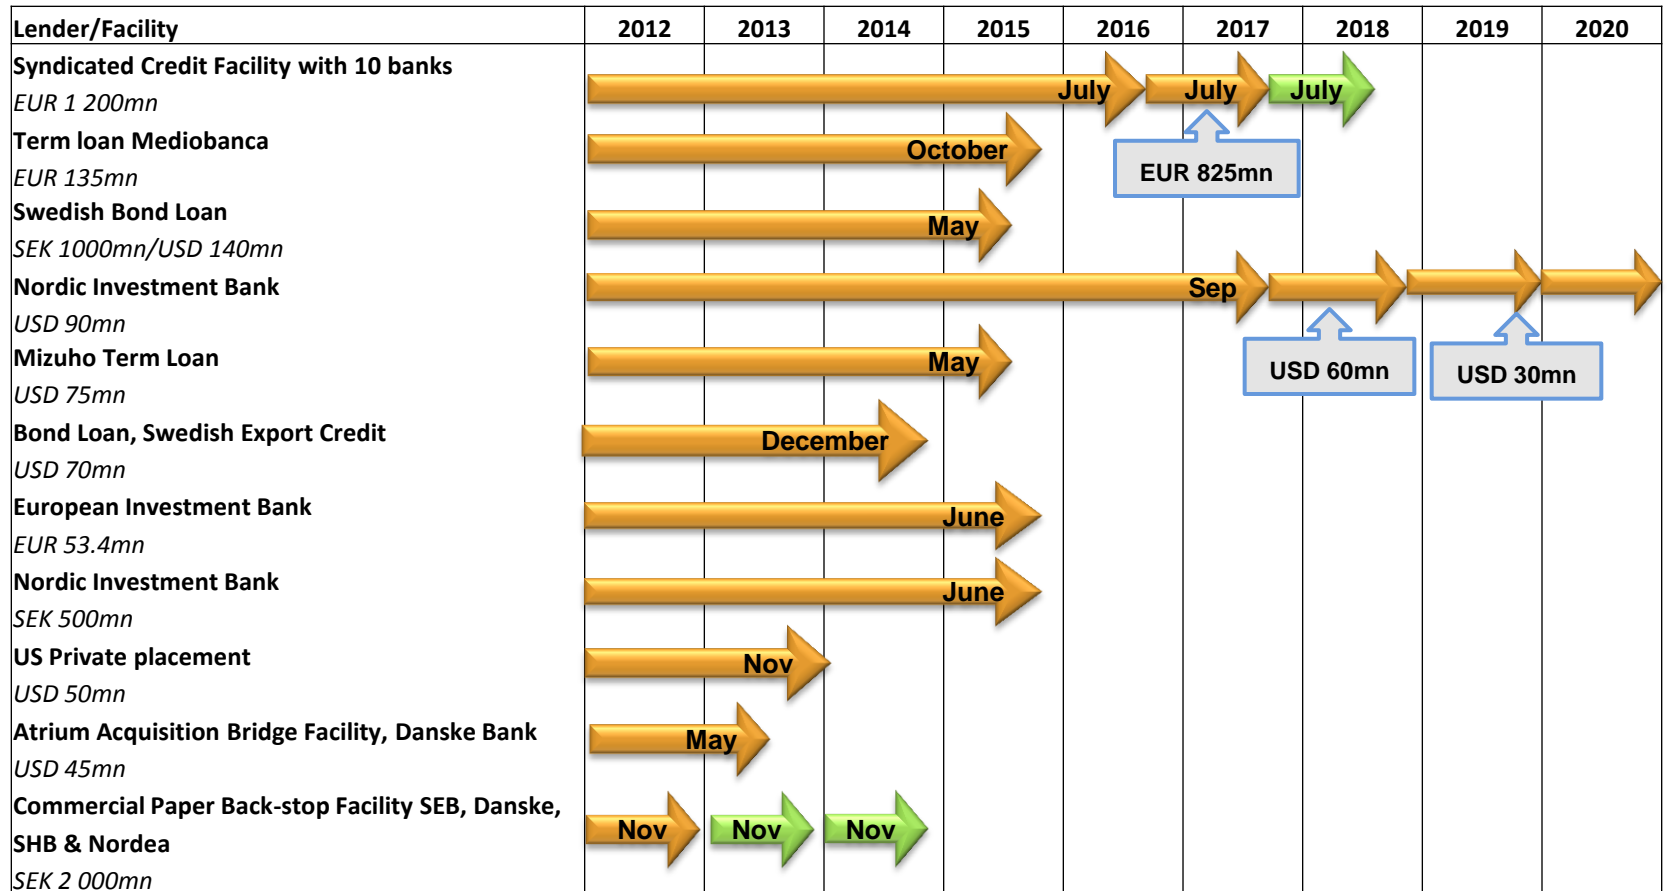 Lender/Facility 2012 2013 2014 2015 2016 2017 2018 2019 2020
Syndicated Credit Facility with 10 banks
EUR 1 200mn
July July July
EUR 825mn
Term loan Mediobanca
EUR 135mn
October
Swedish Bond Loan
SEK 1000mn/USD 140mn
May
Nordic Investment Bank
USD 90mn
Sep
USD 60mn
USD 30mn
Mizuho Term Loan
USD 75mn
May
Bond Loan, Swedish Export Credit
USD 70mn
December
European Investment Bank
EUR 53.4mn
June
Nordic Investment Bank
SEK 500mn
June
US Private placement
USD 50mn
Nov
Atrium Acquisition Bridge Facility, Danske Bank
USD 45mn
May
Commercial Paper Back-stop Facility SEB, Danske,
SHB & Nordea
SEK 2 000mn
Nov Nov Nov